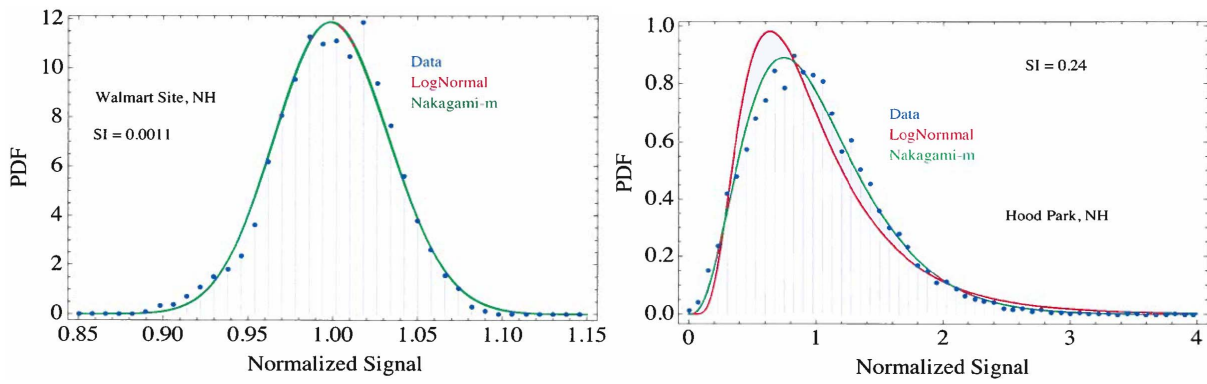 12
10
8
6
4
2
0
PDF
Walmart Site, NH
SI = 0.0011
Data
LogNormal
Nakagami-m
0.85 0.90 0.95 1.00 1.05 1.10 1.15
Normalized Signal
1.0
0.8
0.6
0.4
0.2
0.0
PDF
SI = 0.24
Data
LogNornmal
Nakagami-m
Hood Park, NH
0 1 2 3 4
Normalized Signal